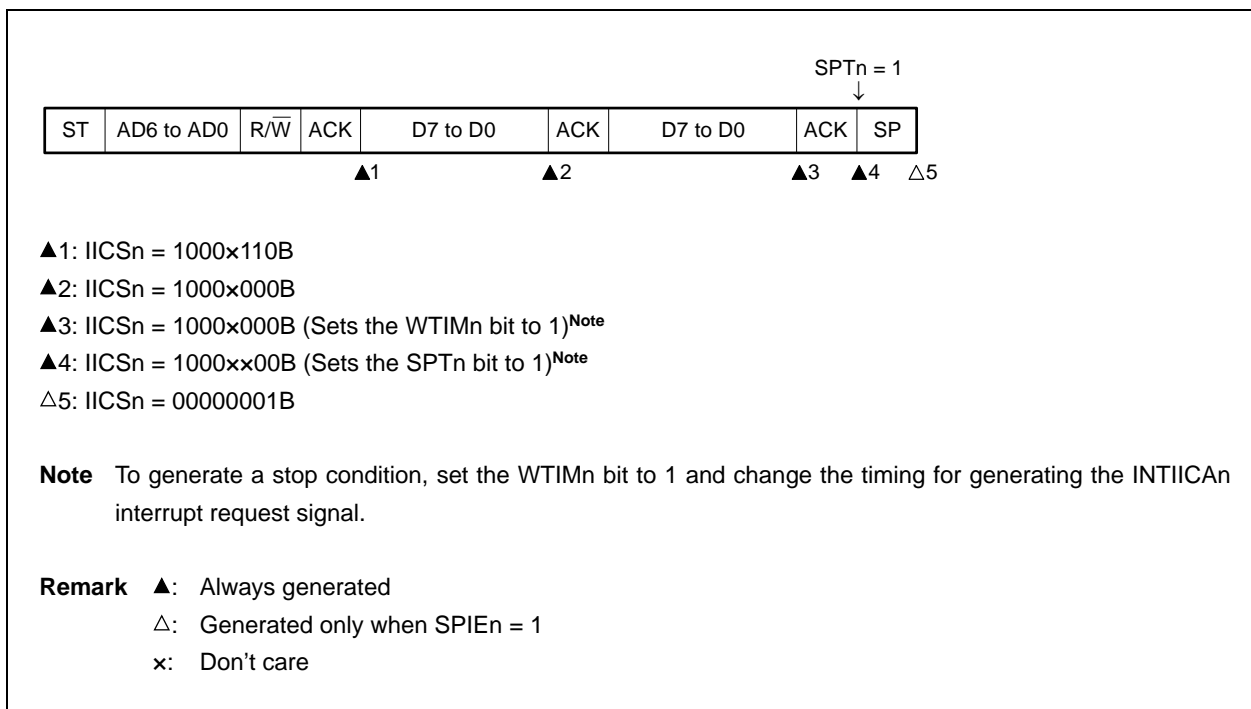 SPTn = 1
↓
ST AD6 to AD0 R/W̅ ACK D7 to D0 ACK D7 to D0 ACK SP
▲1 ▲2 ▲3 ▲4 △5
▲1: IICSn = 1000×110B
▲2: IICSn = 1000×000B
▲3: IICSn = 1000×000B (Sets the WTIMn bit to 1)Note
▲4: IICSn = 1000××00B (Sets the SPTn bit to 1)Note
△5: IICSn = 00000001B
Note To generate a stop condition, set the WTIMn bit to 1 and change the timing for generating the INTIICAn
interrupt request signal.
Remark ▲: Always generated
△: Generated only when SPIEn = 1
×: Don't care